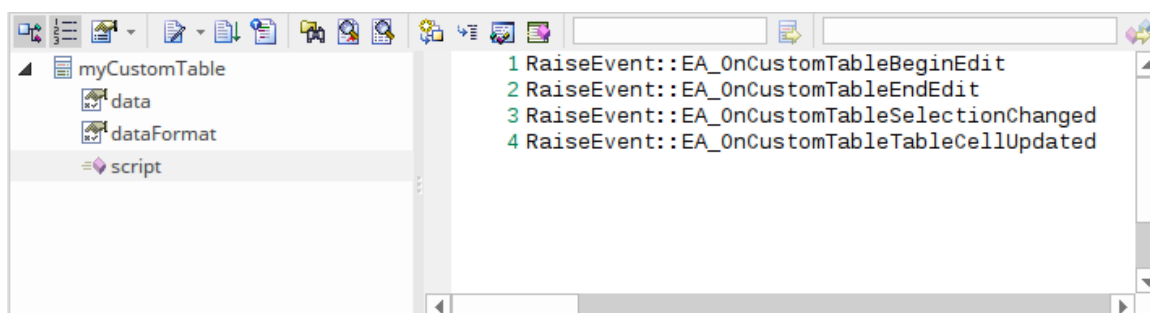 myCustomTable
data
dataFormat
script
1 RaiseEvent::EA_OnCustomTableBeginEdit
2 RaiseEvent::EA_OnCustomTableEndEdit
3 RaiseEvent::EA_OnCustomTableSelectionChanged
4 RaiseEvent::EA_OnCustomTableTableCellUpdated